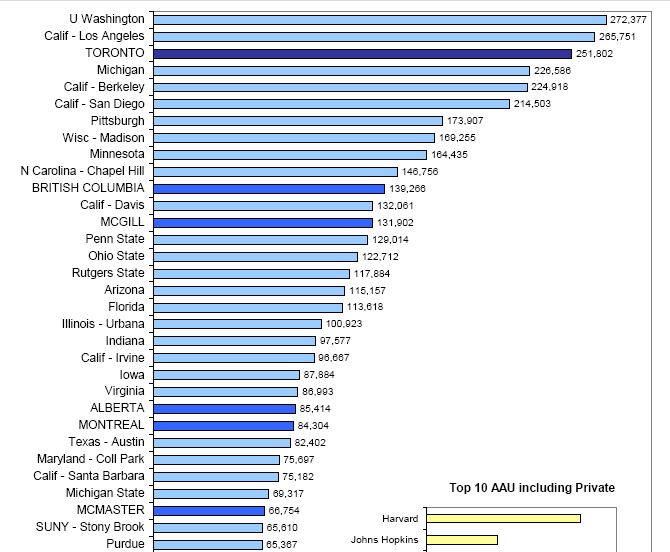 U Washington 272,377
Calif - Los Angeles 265,751
TORONTO 251,802
Michigan 226,586
Calif - Berkeley 224,918
Calif - San Diego 214,503
Pittsburgh 173,907
Wisc - Madison 169,255
Minnesota 164,435
N Carolina - Chapel Hill 146,756
BRITISH COLUMBIA 139,266
Calif - Davis 132,061
MCGILL 131,902
Penn State 129,014
Ohio State 122,712
Rutgers State 117,884
Arizona 115,157
Florida 113,618
Illinois - Urbana 100,923
Indiana 97,577
Calif - Irvine 96,667
Iowa 87,884
Virginia 86,993
ALBERTA 85,414
MONTREAL 84,304
Texas - Austin 82,402
Maryland - Coll Park 75,697
Calif - Santa Barbara 75,182
Michigan State 69,317
MCMASTER 66,754
SUNY - Stony Brook 65,610
Purdue 65,367
Top 10 AAU including Private
Harvard
Johns Hopkins